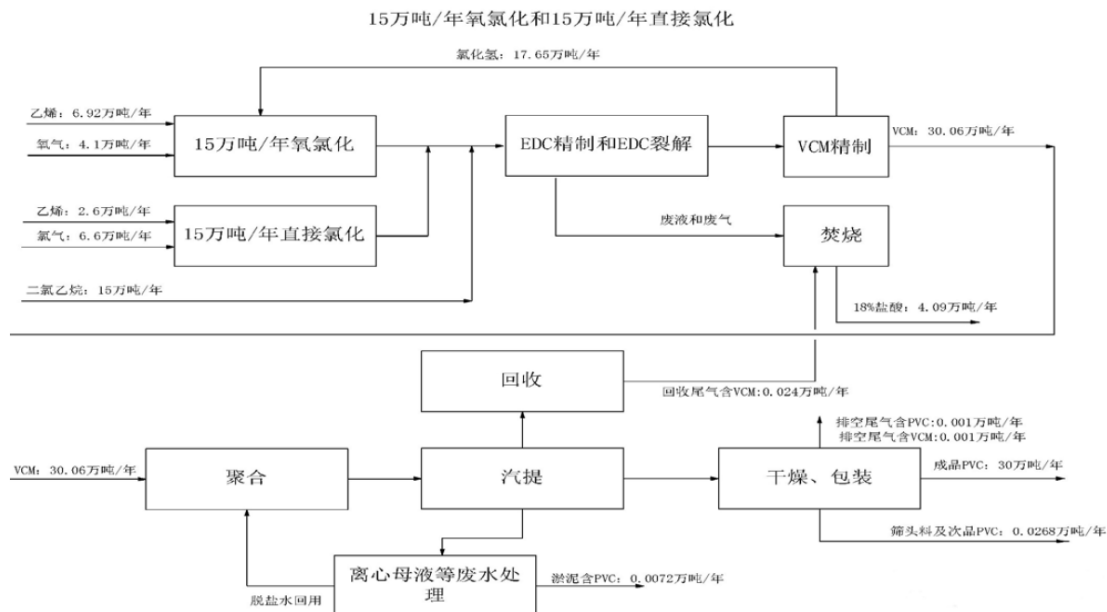 15万吨/年氧氯化和15万吨/年直接氯化
氯化氢：17.65万吨/年
乙烯：6.92万吨/年
氧气：4.1万吨/年
15万吨/年氧氯化
EDC精制和EDC裂解
VCM精制
VCM：30.06万吨/年
乙烯：2.6万吨/年
氯气：6.6万吨/年
15万吨/年直接氯化
废液和废气
焚烧
二氯乙烷：15万吨/年
18%盐酸：4.09万吨/年
回收
回收尾气含VCM:0.024万吨/年
排空尾气含PVC:0.001万吨/年
排空尾气含VCM:0.001万吨/年
VCM：30.06万吨/年
聚合
汽提
干燥、包装
成品PVC：30万吨/年
筛头料及次品PVC：0.0268万吨/年
离心母液等废水处
理
淤泥含PVC：0.0072万吨/年
脱盐水回用